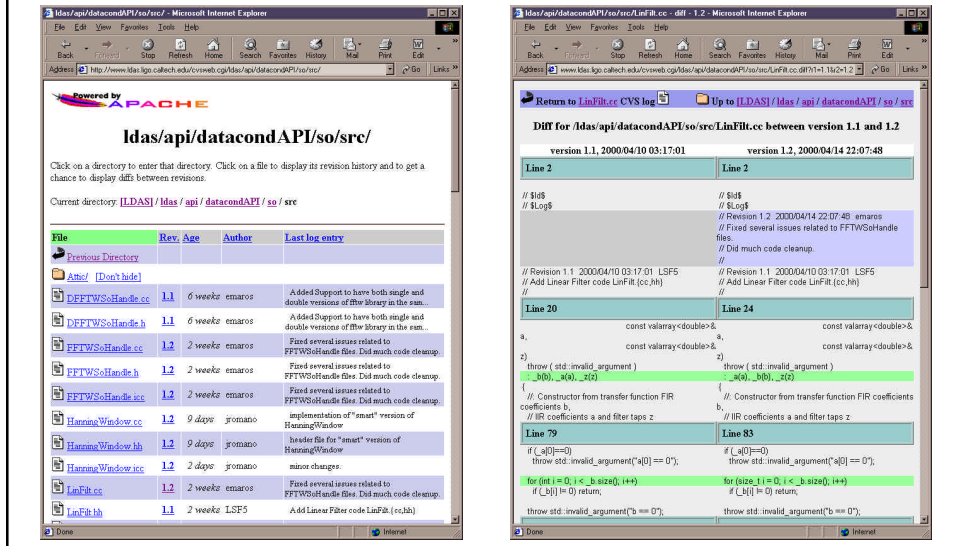 ldas/api/datacondAPI/so/src/ - Microsoft Internet Explorer
File Edit View Favorites Tools Help
Back Forward Stop Refresh Home Search Favorites History Mail Print Edit »
Address http://www.ldas.ligo.caltech.edu/cvsweb.cgi/ldas/api/datacondAPI/so/src/ Go Links »
Powered by
APACHE
ldas/api/datacondAPI/so/src/
Click on a directory to enter that directory. Click on a file to display its revision history and to get a
chance to display diffs between revisions.
Current directory: [LDAS] / ldas / api / datacondAPI / so / src
File Rev. Age Author Last log entry
Previous Directory
Attic/ [Don't hide]
DFFTWSoHandle.cc 1.1 6 weeks emaros Added Support to have both single and
double versions of fftw library in the sam...
DFFTWSoHandle.h 1.1 6 weeks emaros Added Support to have both single and
double versions of fftw library in the sam...
FFTWSoHandle.cc 1.2 2 weeks emaros Fixed several issues related to
FFTWSoHandle files. Did much code cleanup.
FFTWSoHandle.h 1.2 2 weeks emaros Fixed several issues related to
FFTWSoHandle files. Did much code cleanup.
FFTWSoHandle.icc 1.2 2 weeks emaros Fixed several issues related to
FFTWSoHandle files. Did much code cleanup.
HanningWindow.cc 1.2 9 days jromano implementation of "smart" version of
HanningWindow
HanningWindow.hh 1.2 9 days jromano header file for "smart" version of
HanningWindow
HanningWindow.icc 1.2 2 days jromano minor changes.
LinFilt.cc 1.2 2 weeks emaros Fixed several issues related to
FFTWSoHandle files. Did much code cleanup.
LinFilt.hh 1.1 2 weeks LSF5 Add Linear Filter code LinFilt.{cc,hh}
Done Internet
ldas/api/datacondAPI/so/src/LinFilt.cc - diff - 1.2 - Microsoft Internet Explorer
File Edit View Favorites Tools Help
Back Forward Stop Refresh Home Search Favorites History Mail Print Edit »
Address www.ldas.ligo.caltech.edu/cvsweb.cgi/ldas/api/datacondAPI/so/src/LinFilt.cc.diff?r1=1.1&r2=1.2 Go Links »
Return to LinFilt.cc CVS log Up to [LDAS] / ldas / api / datacondAPI / so / src
Diff for /ldas/api/datacondAPI/so/src/LinFilt.cc between version 1.1 and 1.2
version 1.1, 2000/04/10 03:17:01 version 1.2, 2000/04/14 22:07:48
Line 2 Line 2
// $Id$ // $Id$
// $Log$ // $Log$
// Revision 1.2 2000/04/14 22:07:48 emaros
// Fixed several issues related to FFTWSoHandle
files.
// Did much code cleanup.
//
// Revision 1.1 2000/04/10 03:17:01 LSF5 // Revision 1.1 2000/04/10 03:17:01 LSF5
// Add Linear Filter code LinFilt.{cc,hh} // Add Linear Filter code LinFilt.{cc,hh}
// //
Line 20 Line 24
const valarray<double>& const valarray<double>&
a, a,
const valarray<double>& const valarray<double>&
z) z)
throw ( std::invalid_argument ) throw ( std::invalid_argument )
: _b(b), _a(a), _z(z) : _a(a), _b(b), _z(z)
{ {
//: Constructor from transfer function FIR //: Constructor from transfer function FIR coefficients
coefficients b, b,
// IIR coefficients a and filter taps z // IIR coefficients a and filter taps z
Line 79 Line 83
if (_a[0]==0) if (_a[0]==0)
throw std::invalid_argument("a[0] == 0"); throw std::invalid_argument("a[0] == 0");
for (int i = 0; i < _b.size(); i++) for (size_t i = 0; i < _b.size(); i++)
if (_b[i] != 0) return; if (_b[i] != 0) return;
throw std::invalid_argument("b == 0"); throw std::invalid_argument("b == 0");
Done Internet